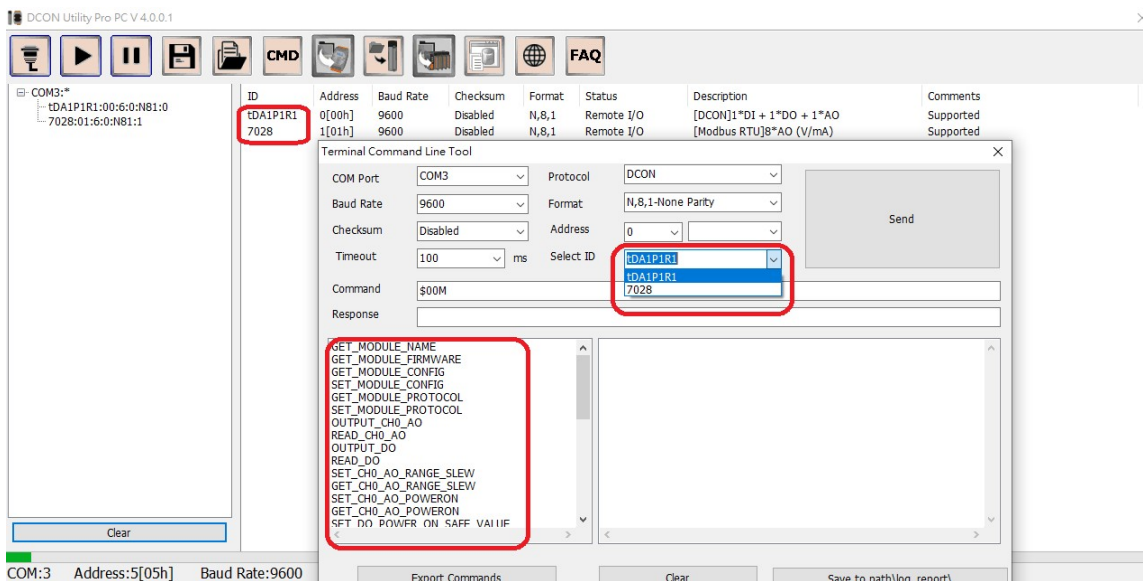 DCON Utility Pro PC V 4.0.0.1
CMD
FAQ
COM3:*
tDA1P1R1:00:6:0:N81:0
7028:01:6:0:N81:1
ID Address Baud Rate Checksum Format Status Description Comments
tDA1P1R1 0[00h] 9600 Disabled N,8,1 Remote I/O [DCON]1*DI + 1*DO + 1*AO Supported
7028 1[01h] 9600 Disabled N,8,1 Remote I/O [Modbus RTU]8*AO (V/mA) Supported
Terminal Command Line Tool
COM Port COM3 Protocol DCON
Baud Rate 9600 Format N,8,1-None Parity
Send
Checksum Disabled Address 0
Timeout 100 ms Select ID tDA1P1R1
tDA1P1R1
7028
Command $00M
Response
GET_MODULE_NAME
GET_MODULE_FIRMWARE
GET_MODULE_CONFIG
SET_MODULE_CONFIG
GET_MODULE_PROTOCOL
SET_MODULE_PROTOCOL
OUTPUT_CH0_AO
READ_CH0_AO
OUTPUT_DO
READ_DO
SET_CH0_AO_RANGE_SLEW
GET_CH0_AO_RANGE_SLEW
SET_CH0_AO_POWERON
GET_CH0_AO_POWERON
SET_DO_POWER_ON_SAFE_VALUE
Clear
Export Commands Clear Save to path\log_report\
COM:3 Address:5[05h] Baud Rate:9600